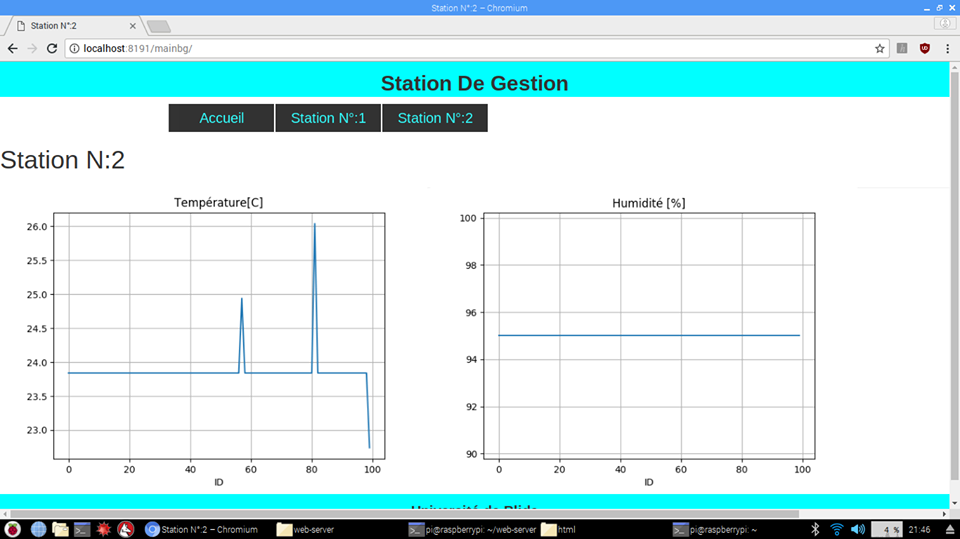 Station N°:2 – Chromium
Station N°:2
localhost:8191/mainbg/
Station De Gestion
Accueil
Station N°:1
Station N°:2
Station N:2
Température[C]
26.0
25.5
25.0
24.5
24.0
23.5
23.0
0 20 40 60 80 100
ID
Humidité [%]
100
98
96
94
92
90
0 20 40 60 80 100
ID
Université de Blida
Station N°:2 – Chromium
web-server
pi@raspberrypi: ~/web-server
html
pi@raspberrypi: ~
4 %
21:46